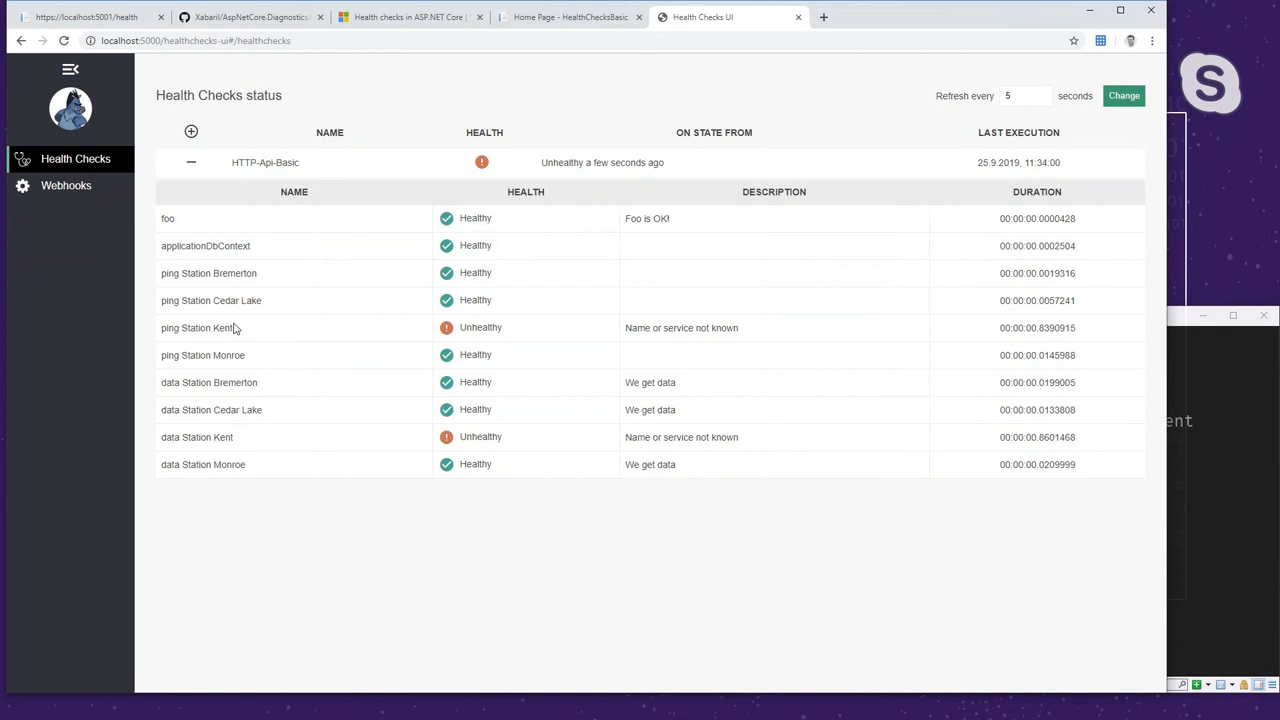 https://localhost:5001/health
Xabaril/AspNetCore.Diagnostics
Health checks in ASP.NET Core |
Home Page - HealthChecksBasic
Health Checks UI
localhost:5000/healthchecks-ui#/healthchecks
Health Checks
Webhooks
Health Checks status
Refresh every 5 seconds Change
NAME HEALTH ON STATE FROM LAST EXECUTION
HTTP-Api-Basic Unhealthy a few seconds ago 25.9.2019, 11:34:00
NAME HEALTH DESCRIPTION DURATION
foo Healthy Foo is OK! 00:00:00.0000428
applicationDbContext Healthy 00:00:00.0002504
ping Station Bremerton Healthy 00:00:00.0019316
ping Station Cedar Lake Healthy 00:00:00.0057241
ping Station Kent Unhealthy Name or service not known 00:00:00.8390915
ping Station Monroe Healthy 00:00:00.0145988
data Station Bremerton Healthy We get data 00:00:00.0199005
data Station Cedar Lake Healthy We get data 00:00:00.0133808
data Station Kent Unhealthy Name or service not known 00:00:00.8601468
data Station Monroe Healthy We get data 00:00:00.0209999
ent